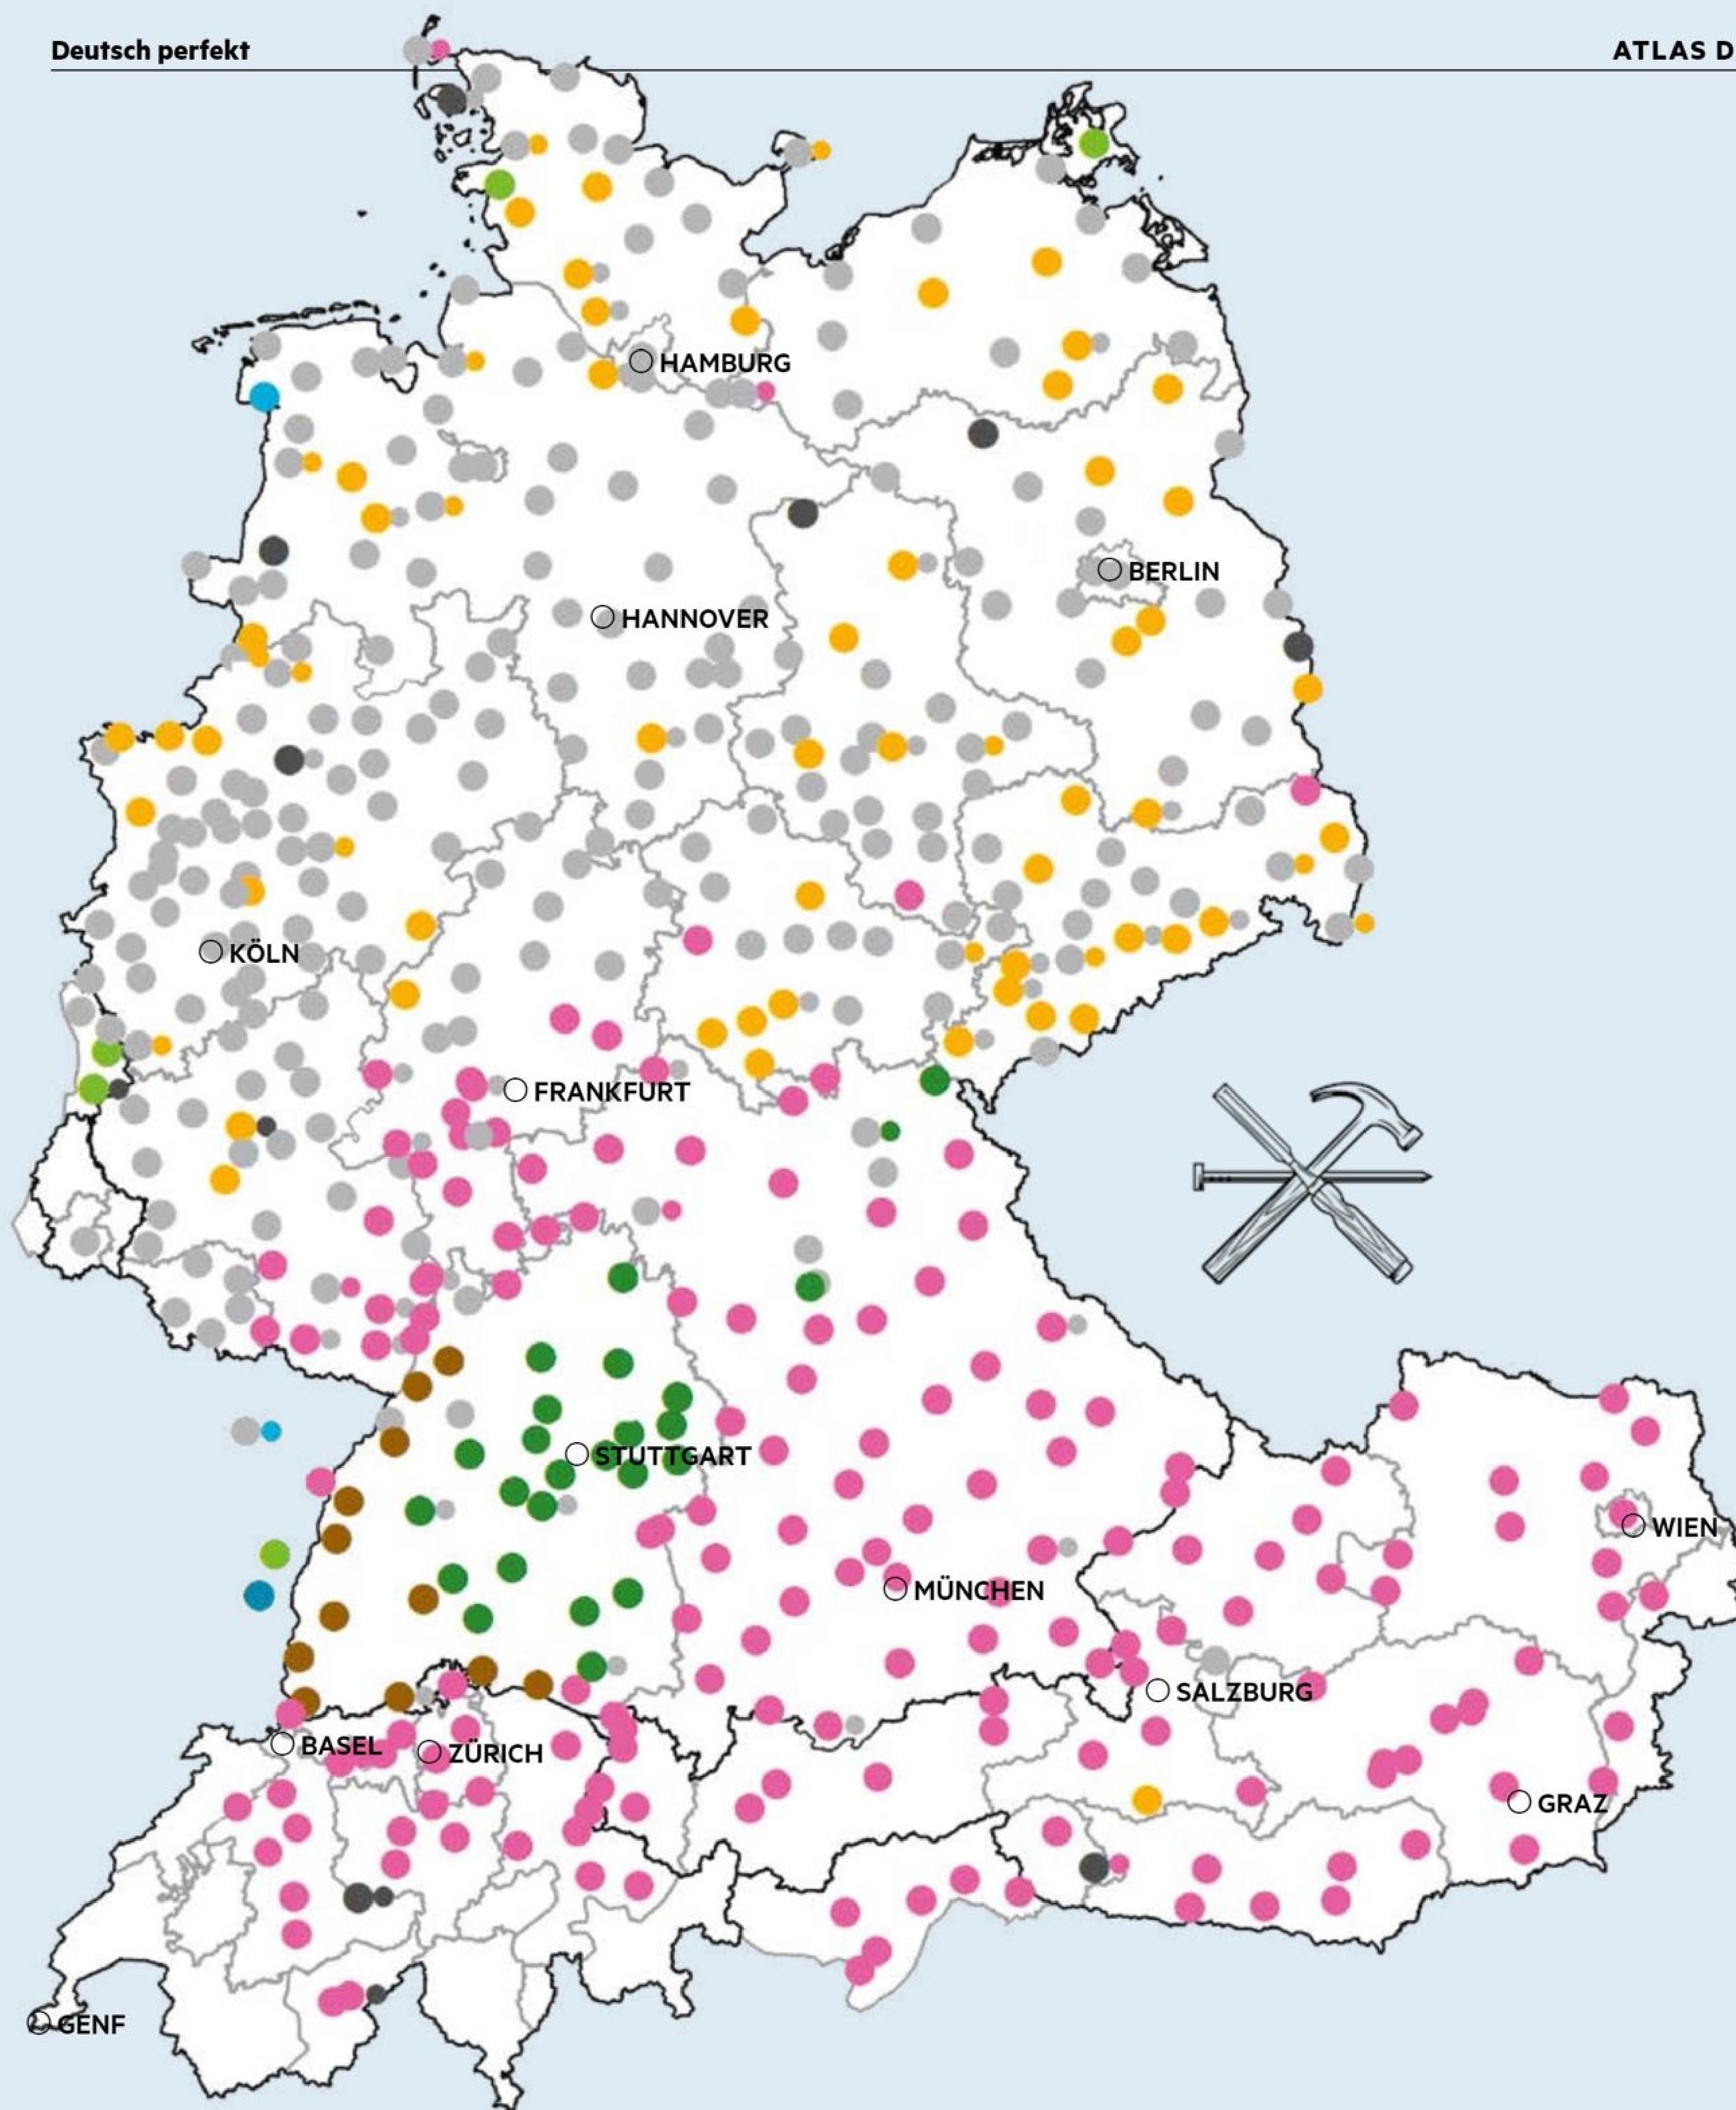 Deutsch perfekt
ATLAS D
HAMBURG
BERLIN
HANNOVER
KÖLN
FRANKFURT
STUTTGART
WIEN
MÜNCHEN
SALZBURG
BASEL
ZÜRICH
GRAZ
GENF